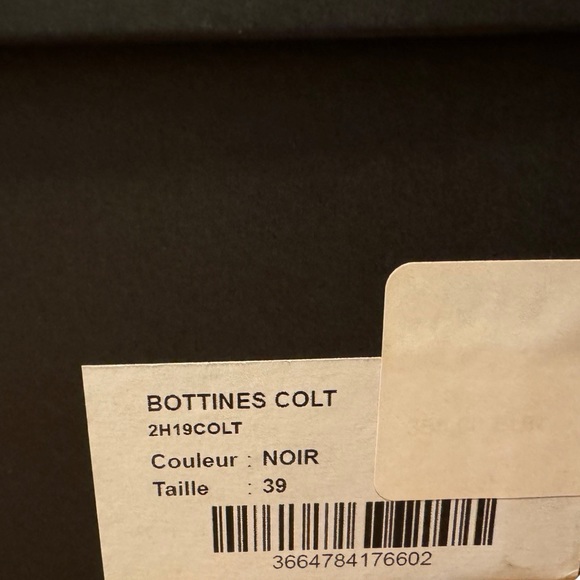 BOTTINES COLT
2H19COLT
Couleur : NOIR
Taille : 39
3664784176602